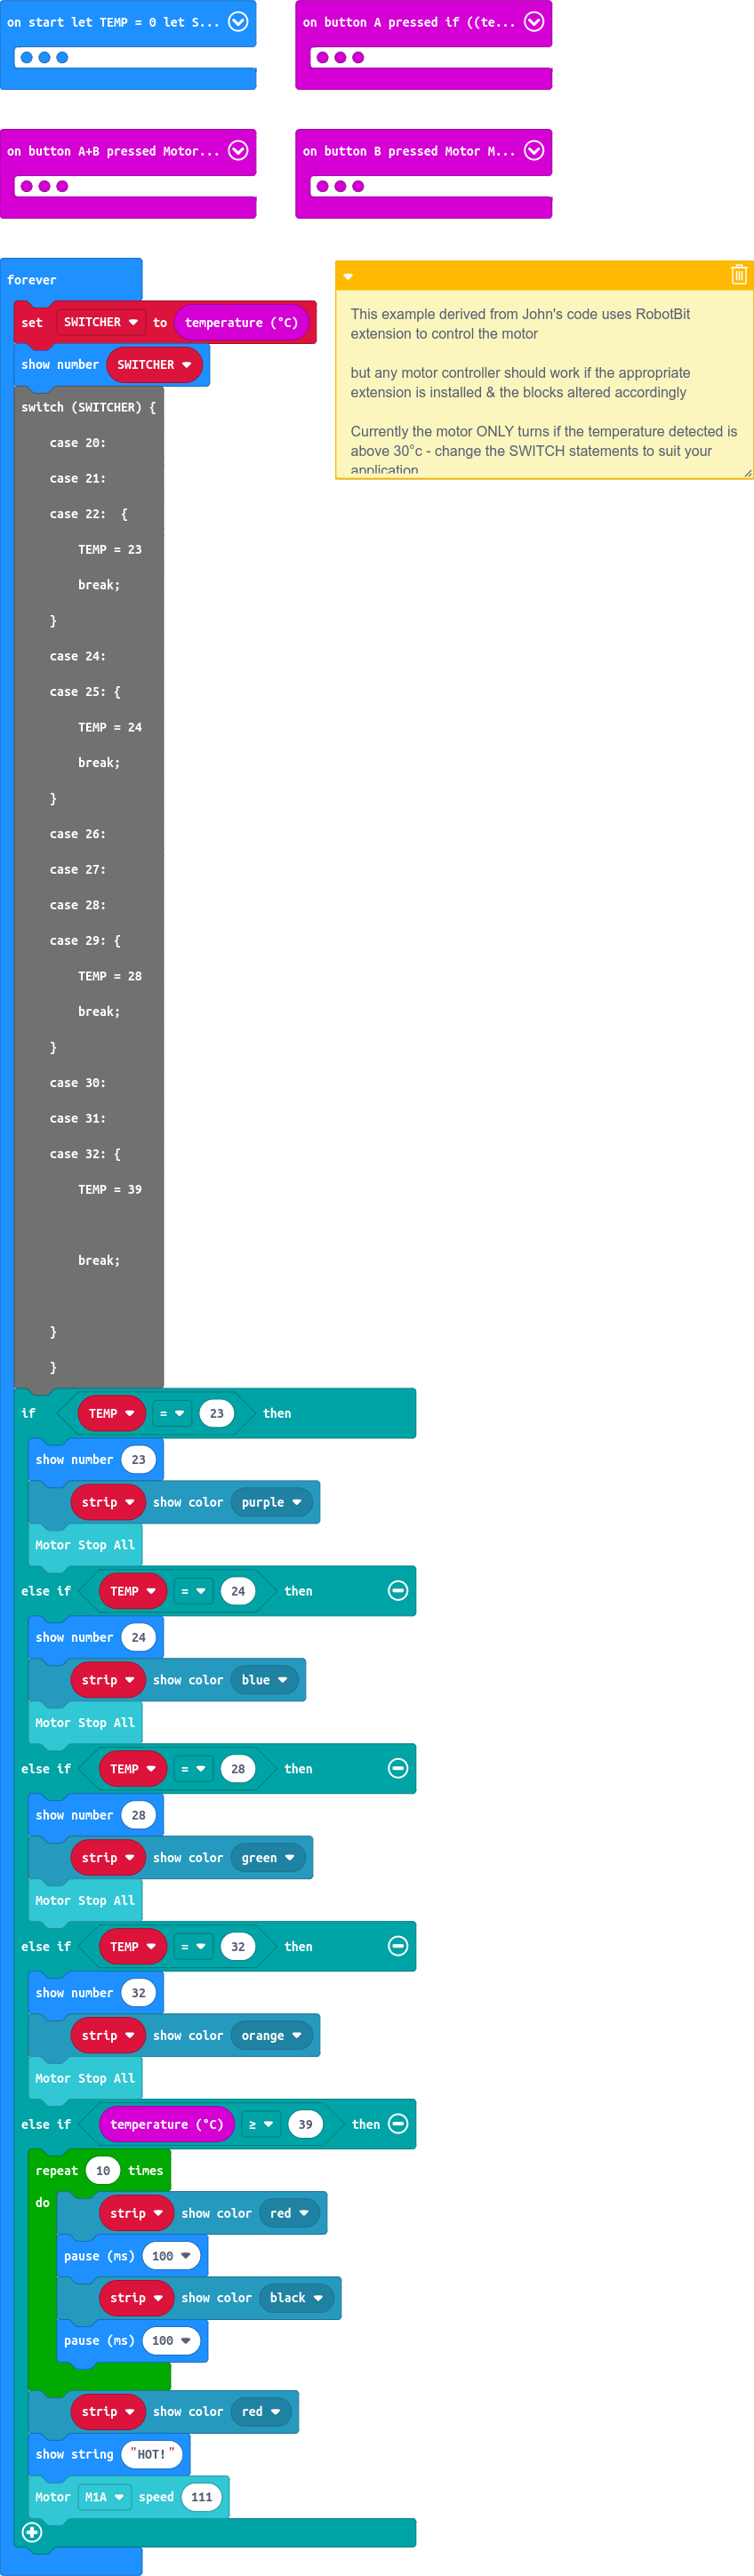 on start let TEMP = 0 let S...
on button A pressed if ((te...
on button A+B pressed Motor...
on button B pressed Motor M...
forever
set SWITCHER to temperature (°C)
show number SWITCHER
switch (SWITCHER) {
case 20:
case 21:
case 22: {
TEMP = 23
break;
}
case 24:
case 25: {
TEMP = 24
break;
}
case 26:
case 27:
case 28:
case 29: {
TEMP = 28
break;
}
case 30:
case 31:
case 32: {
TEMP = 39
break;
}
}
if TEMP = 23 then
show number 23
strip show color purple
Motor Stop All
else if TEMP = 24 then
show number 24
strip show color blue
Motor Stop All
else if TEMP = 28 then
show number 28
strip show color green
Motor Stop All
else if TEMP = 32 then
show number 32
strip show color orange
Motor Stop All
else if temperature (°C) ≥ 39 then
repeat 10 times
do strip show color red
pause (ms) 100
strip show color black
pause (ms) 100
strip show color red
show string "HOT!"
Motor M1A speed 111
This example derived from John's code uses RobotBit
extension to control the motor
but any motor controller should work if the appropriate
extension is installed & the blocks altered accordingly
Currently the motor ONLY turns if the temperature detected is
above 30°c - change the SWITCH statements to suit your
application